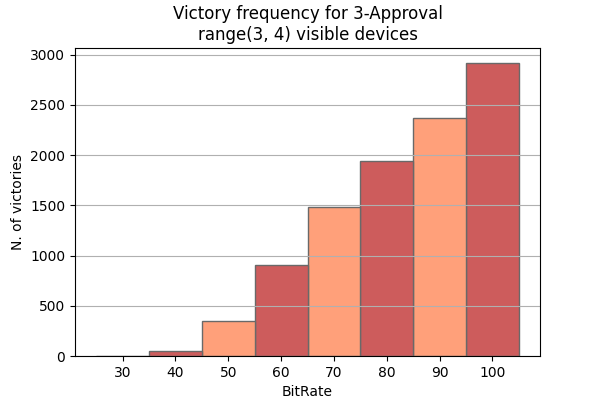 Victory frequency for 3-Approval
range(3, 4) visible devices
3000
2500
2000
1500
1000
500
0
N. of victories
30 40 50 60 70 80 90 100
BitRate